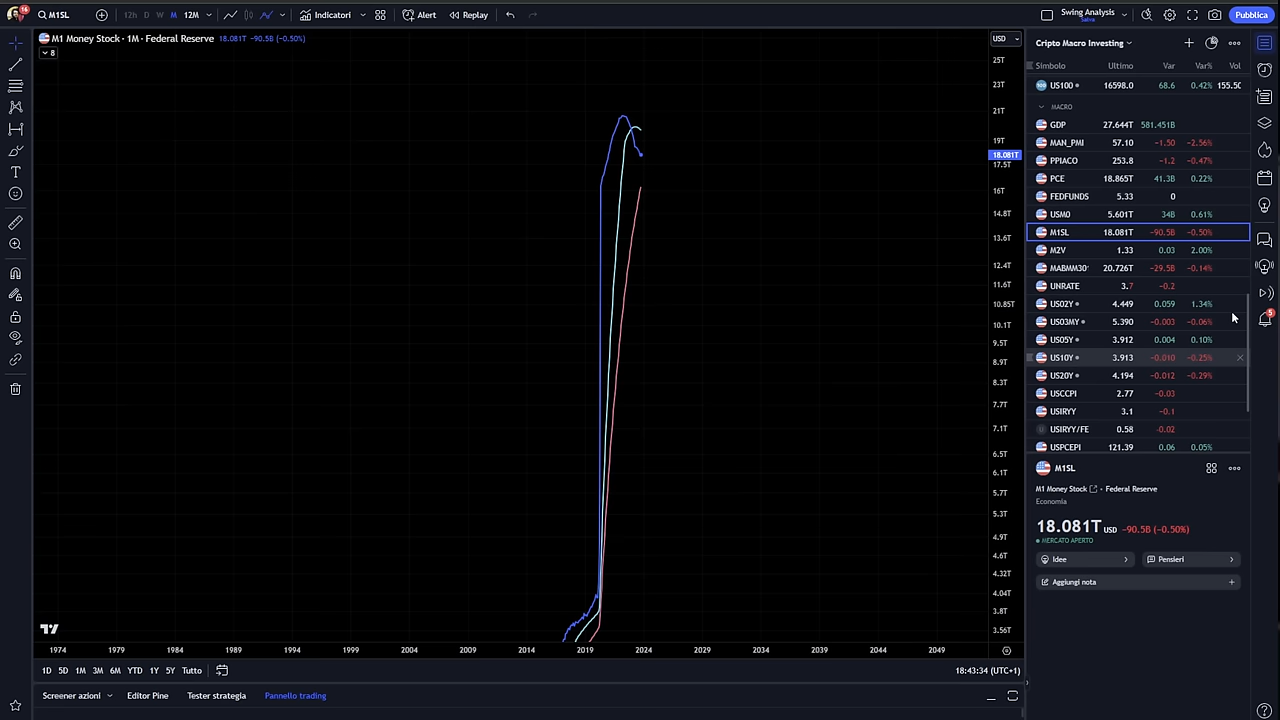 M1SL
12h D W M 12M
Indicatori
Alert
Replay
Swing Analysis
Salva
Pubblica
M1 Money Stock · 1M · Federal Reserve 18.081T −90.5B (−0.50%)
8
USD
25T
23T
21T
19T
18.081T
17.5T
16T
14.8T
13.6T
12.4T
11.6T
10.85T
10.1T
9.5T
8.9T
8.3T
7.7T
7.1T
6.5T
6.1T
5.7T
5.3T
4.9T
4.6T
4.32T
4.04T
3.8T
3.56T
1974 1979 1984 1989 1994 1999 2004 2009 2014 2019 2024 2029 2034 2039 2044 2049
1D 5D 1M 3M 6M YTD 1Y 5Y Tutto
18:43:34 (UTC+1)
Screener azioni Editor Pine Tester strategia Pannello trading
Cripto Macro Investing
Simbolo Ultimo Var Var% Vol
US100 16598.0 68.6 0.42% 155.50
MACRO
GDP 27.644T 581.451B
MAN_PMI 57.10 −1.50 −2.56%
PPIACO 253.8 −1.2 −0.47%
PCE 18.865T 41.3B 0.22%
FEDFUNDS 5.33 0
USM0 5.601T 34B 0.61%
M1SL 18.081T −90.5B −0.50%
M2V 1.33 0.03 2.00%
MABMM30 20.726T −29.5B −0.14%
UNRATE 3.7 −0.2
US02Y 4.449 0.059 1.34%
US03MY 5.390 −0.003 −0.06%
US05Y 3.912 0.004 0.10%
US10Y 3.913 −0.010 −0.25%
US20Y 4.194 −0.012 −0.29%
USCCPI 2.77 −0.03
USIRYY 3.1 −0.1
USIRYY/FE 0.58 −0.02
USPCEPI 121.39 0.06 0.05%
M1SL
M1 Money Stock · Federal Reserve
Economia
18.081T USD −90.5B (−0.50%)
MERCATO APERTO
Idee
Pensieri
Aggiungi nota
5